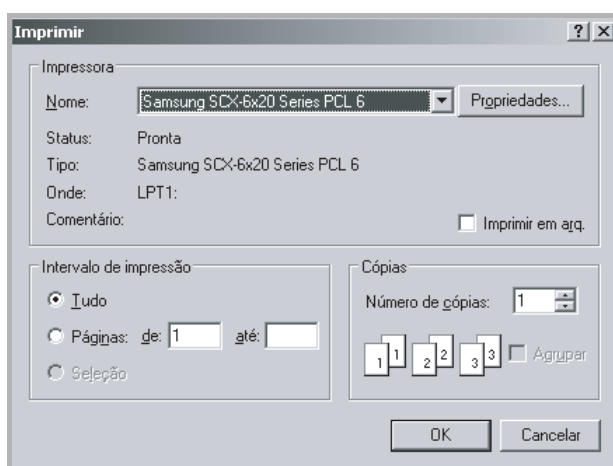 Imprimir
Impressora
Nome: Samsung SCX-6x20 Series PCL 6 Propriedades...
Status: Pronta
Tipo: Samsung SCX-6x20 Series PCL 6
Onde: LPT1:
Comentário: Imprimir em arq.
Intervalo de impressão
Tudo
Páginas: de: 1 até:
Seleção
Cópias
Número de cópias: 1
1 1 2 2 3 3 Agrupar
OK Cancelar